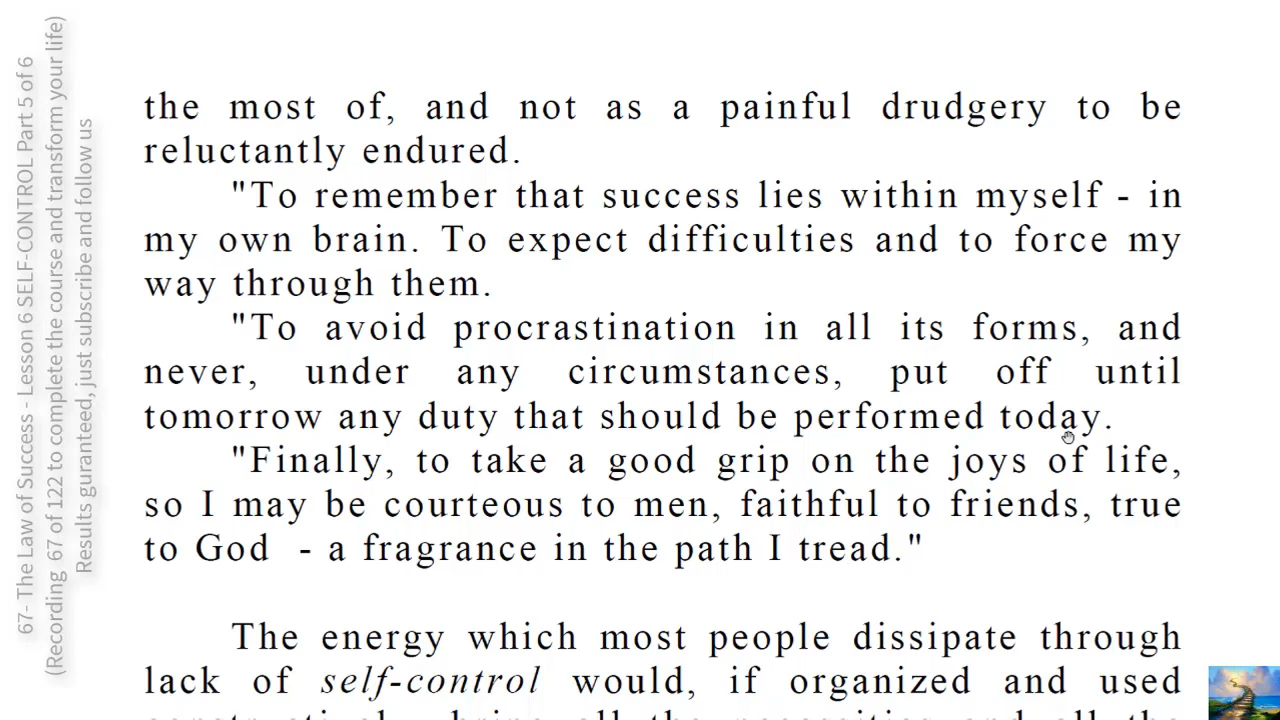 67- The Law of Success - Lesson 6 SELF-CONTROL Part 5 of 6
(Recording 67 of 122 to complete the course and transform your life)
Results guranteed, just subscribe and follow us
the most of, and not as a painful drudgery to be
reluctantly endured.
"To remember that success lies within myself - in
my own brain. To expect difficulties and to force my
way through them.
"To avoid procrastination in all its forms, and
never, under any circumstances, put off until
tomorrow any duty that should be performed today.
"Finally, to take a good grip on the joys of life,
so I may be courteous to men, faithful to friends, true
to God - a fragrance in the path I tread."
The energy which most people dissipate through
lack of self-control would, if organized and used